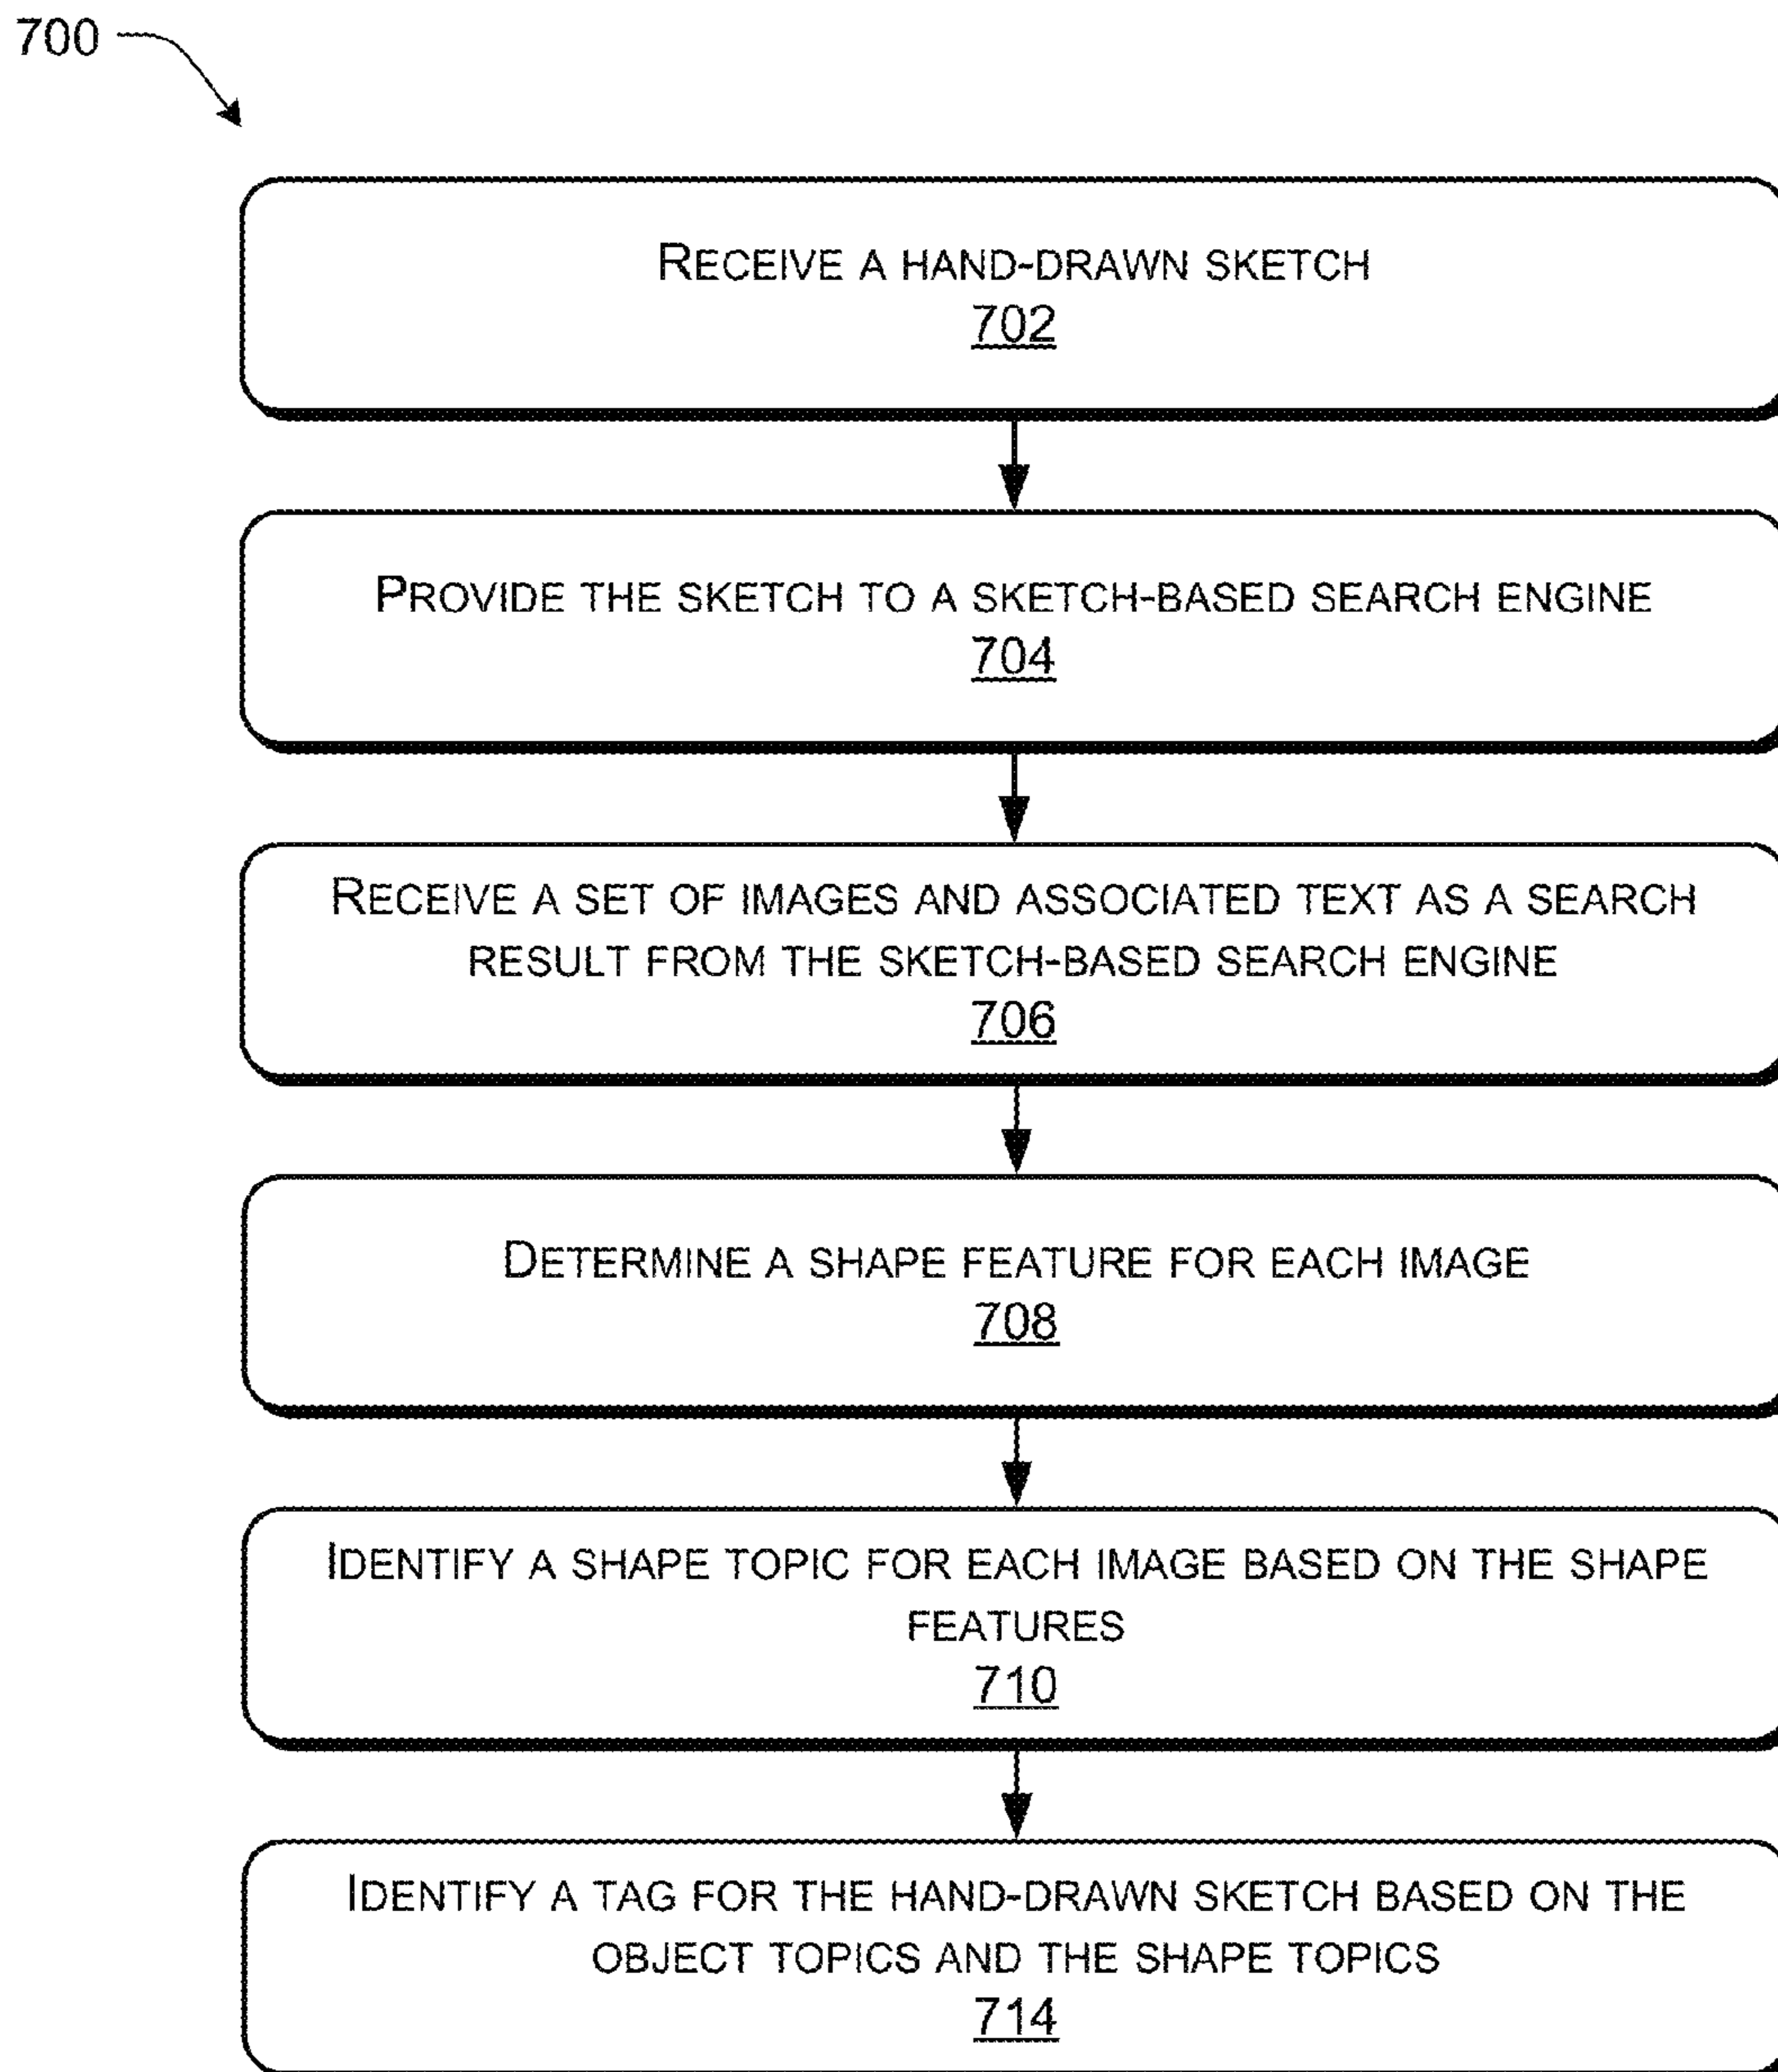 700
RECEIVE A HAND-DRAWN SKETCH
702
PROVIDE THE SKETCH TO A SKETCH-BASED SEARCH ENGINE
704
RECEIVE A SET OF IMAGES AND ASSOCIATED TEXT AS A SEARCH
RESULT FROM THE SKETCH-BASED SEARCH ENGINE
706
DETERMINE A SHAPE FEATURE FOR EACH IMAGE
708
IDENTIFY A SHAPE TOPIC FOR EACH IMAGE BASED ON THE SHAPE
FEATURES
710
IDENTIFY A TAG FOR THE HAND-DRAWN SKETCH BASED ON THE
OBJECT TOPICS AND THE SHAPE TOPICS
714